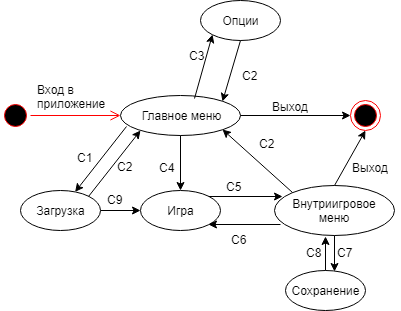 Опции
C3
C2
Вход в
приложение
Главное меню
Выход
C1
C2
C4
C2
Выход
Загрузка
C9
Игра
C5
C6
Внутриигровое
меню
C8
C7
Сохранение